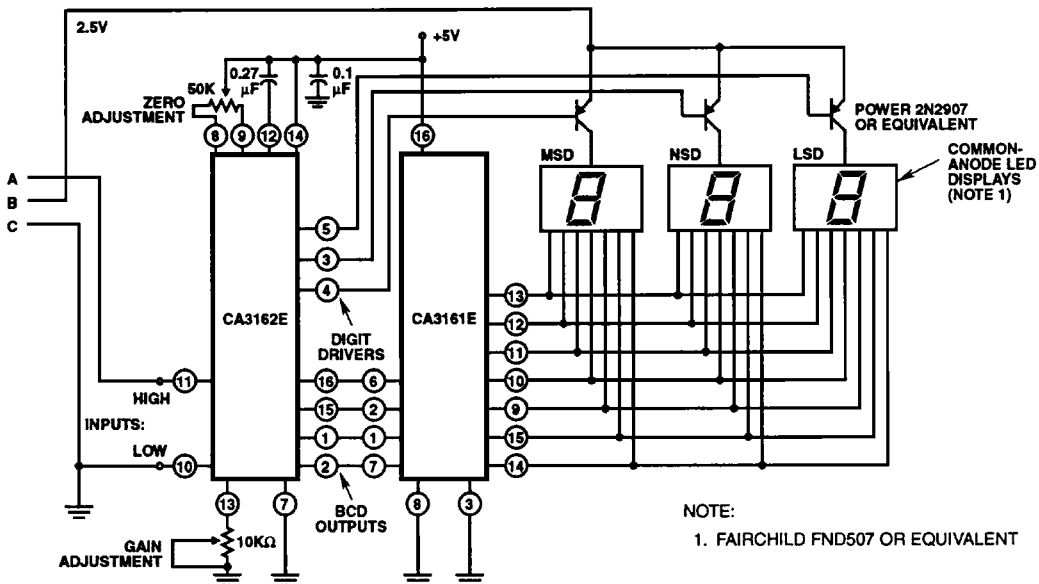 2.5V
+5V
0.27
µF
0.1
µF
50K
ZERO
ADJUSTMENT
8
9
12
14
16
POWER 2N2907
OR EQUIVALENT
MSD
NSD
LSD
COMMON-
ANODE LED
DISPLAYS
(NOTE 1)
8
8
8
A
B
C
5
3
4
CA3162E
CA3161E
DIGIT
DRIVERS
13
12
11
10
9
15
14
11
HIGH
INPUTS:
LOW
10
16
6
15
2
1
1
2
7
BCD
OUTPUTS
13
7
8
3
GAIN
ADJUSTMENT
10KΩ
NOTE:
1. FAIRCHILD FND507 OR EQUIVALENT